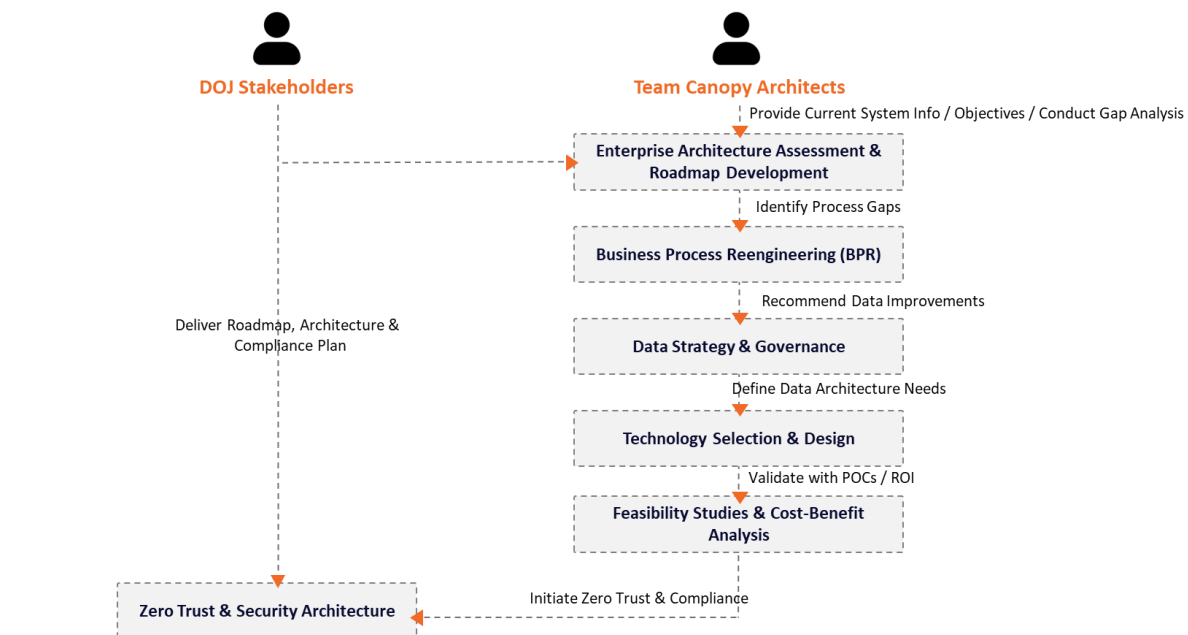 DOJ Stakeholders
Team Canopy Architects
Provide Current System Info / Objectives / Conduct Gap Analysis
Enterprise Architecture Assessment &
Roadmap Development
Identify Process Gaps
Business Process Reengineering (BPR)
Recommend Data Improvements
Deliver Roadmap, Architecture &
Compliance Plan
Data Strategy & Governance
Define Data Architecture Needs
Technology Selection & Design
Validate with POCs / ROI
Feasibility Studies & Cost-Benefit
Analysis
Initiate Zero Trust & Compliance
Zero Trust & Security Architecture